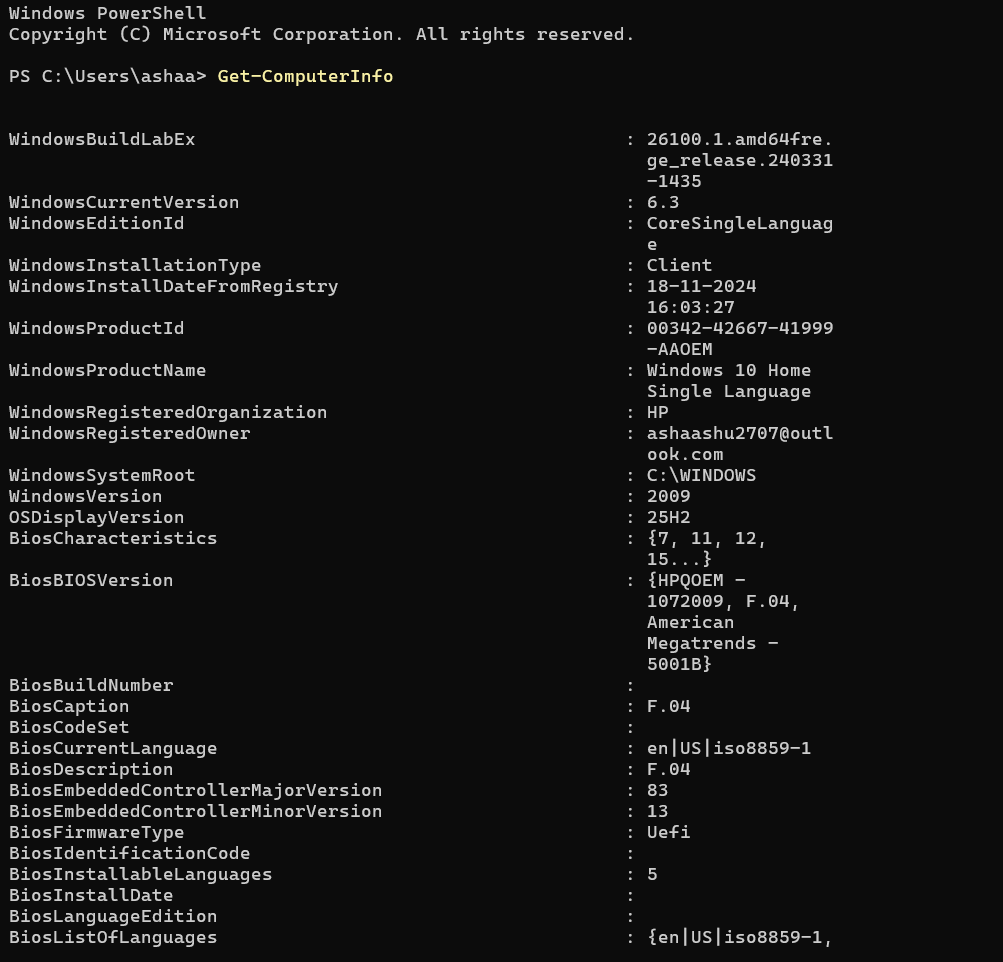 Windows PowerShell
Copyright (C) Microsoft Corporation. All rights reserved.
PS C:\Users\ashaa> Get-ComputerInfo
WindowsBuildLabEx : 26100.1.amd64fre.
ge_release.240331
-1435
WindowsCurrentVersion : 6.3
WindowsEditionId : CoreSingleLanguag
e
WindowsInstallationType : Client
WindowsInstallDateFromRegistry : 18-11-2024
16:03:27
WindowsProductId : 00342-42667-41999
-AAOEM
WindowsProductName : Windows 10 Home
Single Language
WindowsRegisteredOrganization : HP
WindowsRegisteredOwner : ashaashu2707@outl
ook.com
WindowsSystemRoot : C:\WINDOWS
WindowsVersion : 2009
OSDisplayVersion : 25H2
BiosCharacteristics : {7, 11, 12,
15...}
BiosBIOSVersion : {HPQOEM -
1072009, F.04,
American
Megatrends -
5001B}
BiosBuildNumber :
BiosCaption : F.04
BiosCodeSet :
BiosCurrentLanguage : en|US|iso8859-1
BiosDescription : F.04
BiosEmbeddedControllerMajorVersion : 83
BiosEmbeddedControllerMinorVersion : 13
BiosFirmwareType : Uefi
BiosIdentificationCode :
BiosInstallableLanguages : 5
BiosInstallDate :
BiosLanguageEdition :
BiosListOfLanguages : {en|US|iso8859-1,